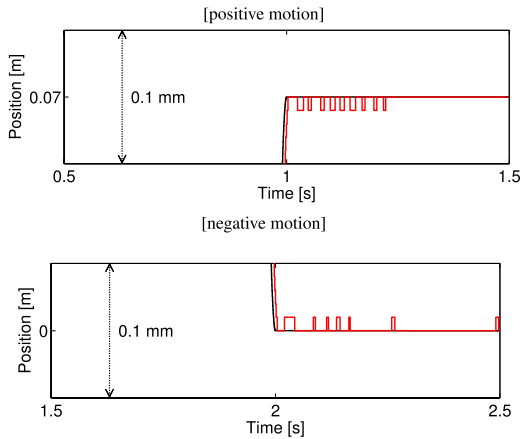 [positive motion]
Position [m]
0.07
0.1 mm
0.5
1
1.5
Time [s]
[negative motion]
Position [m]
0
0.1 mm
1.5
2
2.5
Time [s]